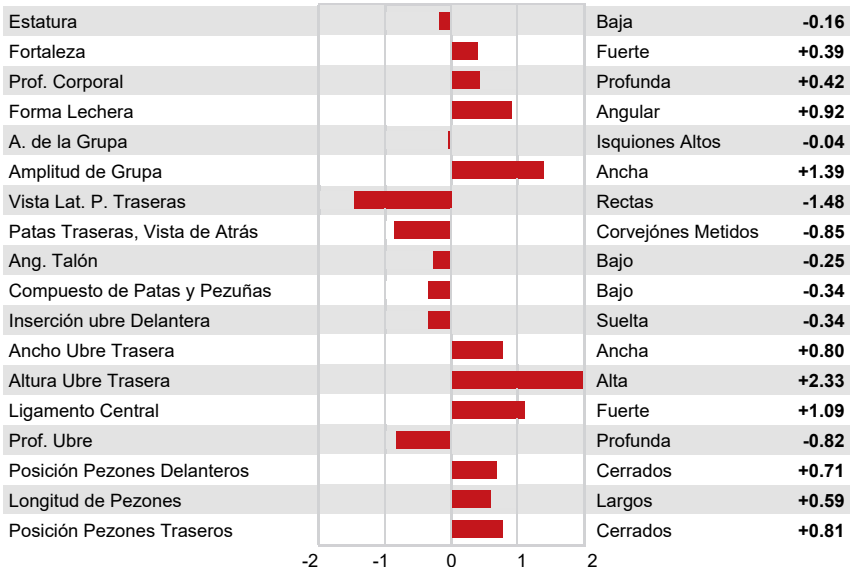 Estatura Baja -0.16
Fortaleza Fuerte +0.39
Prof. Corporal Profunda +0.42
Forma Lechera Angular +0.92
A. de la Grupa Isquiones Altos -0.04
Amplitud de Grupa Ancha +1.39
Vista Lat. P. Traseras Rectas -1.48
Patas Traseras, Vista de Atrás Corvejónes Metidos -0.85
Ang. Talón Bajo -0.25
Compuesto de Patas y Pezuñas Bajo -0.34
Inserción ubre Delantera Suelta -0.34
Ancho Ubre Trasera Ancha +0.80
Altura Ubre Trasera Alta +2.33
Ligamento Central Fuerte +1.09
Prof. Ubre Profunda -0.82
Posición Pezones Delanteros Cerrados +0.71
Longitud de Pezones Largos +0.59
Posición Pezones Traseros Cerrados +0.81
-2 -1 0 1 2